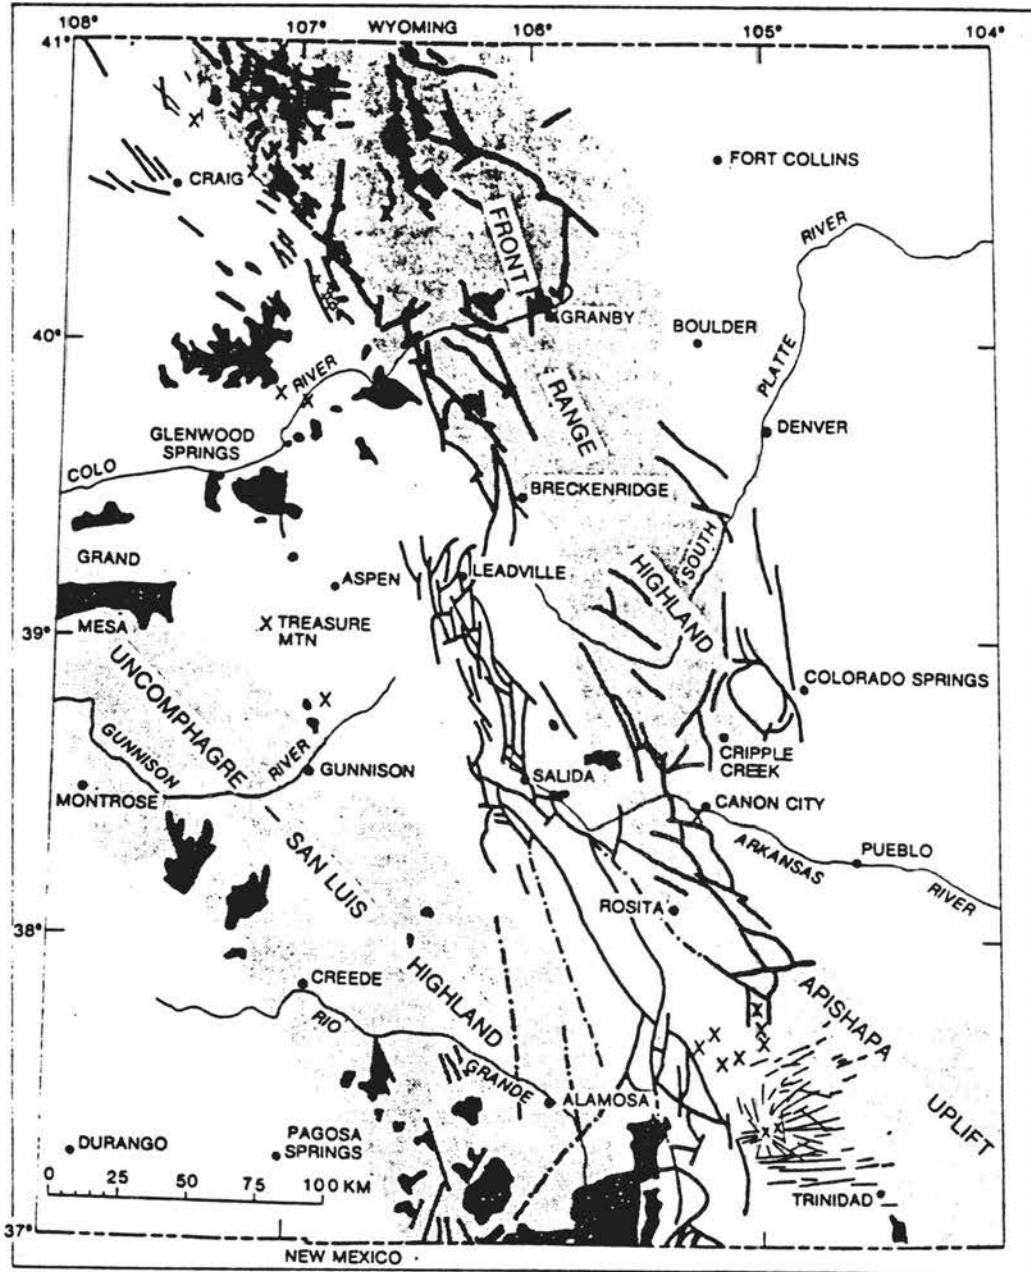 108°
107°
WYOMING
106°
105°
104°
41°
FORT COLLINS
CRAIG
RIVER
FRONT
GRANBY
BOULDER
40°
PLATTE
RIVER
RANGE
DENVER
GLENWOOD
SPRINGS
COLO
BRECKENRIDGE
SOUTH
GRAND
ASPEN
LEADVILLE
HIGHLAND
MESA
TREASURE
MTN
39°
UNCOMPHAGRE
COLORADO SPRINGS
GUNNISON
RIVER
GUNNISON
CRIPPLE
CREEK
SALIDA
MONTROSE
CANON CITY
ARKANSAS
PUEBLO
RIVER
SAN LUIS
ROSITA
38°
CREEDE
HIGHLAND
APISHAPA
RIO
GRANDE
ALAMOSA
UPLIFT
DURANGO
PAGOSA
SPRINGS
0 25 50 75 100 KM
TRINIDAD
37°
NEW MEXICO